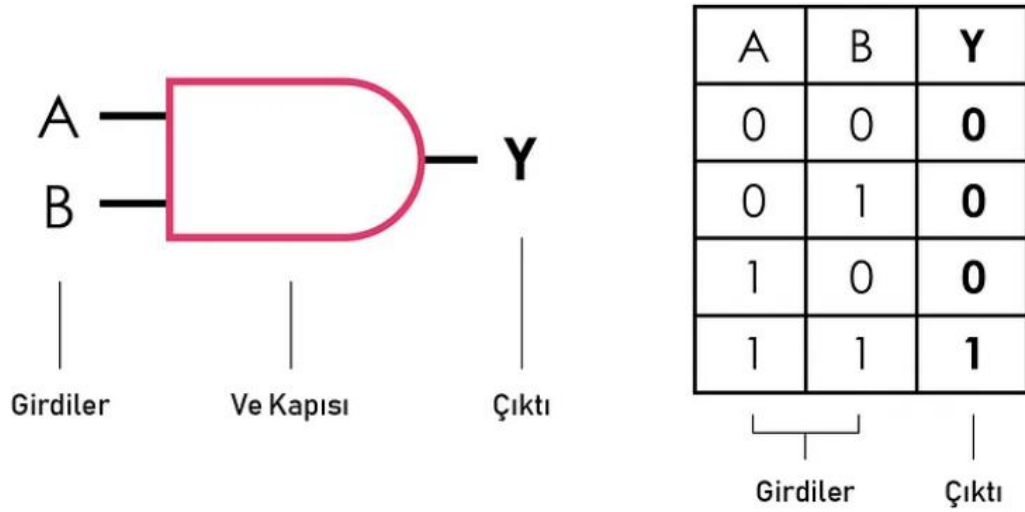 A
B
Y
Girdiler
Ve Kapısı
Çıktı
A B Y
0 0 0
0 1 0
1 0 0
1 1 1
Girdiler
Çıktı